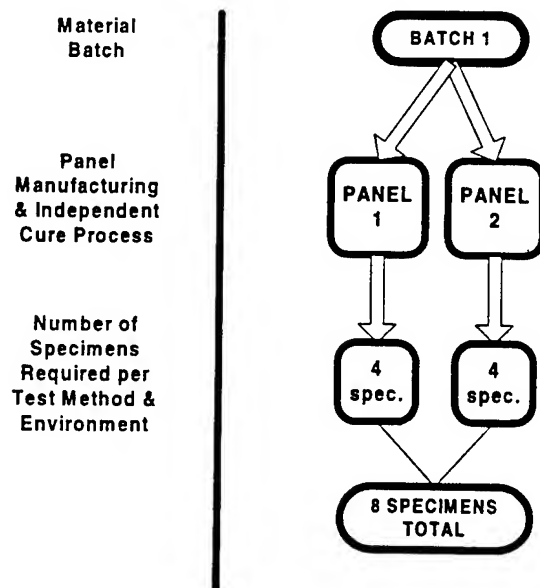 Material
Batch
BATCH 1
Panel
Manufacturing
& Independent
Cure Process
PANEL
1
PANEL
2
Number of
Specimens
Required per
Test Method &
Environment
4
spec.
4
spec.
8 SPECIMENS
TOTAL